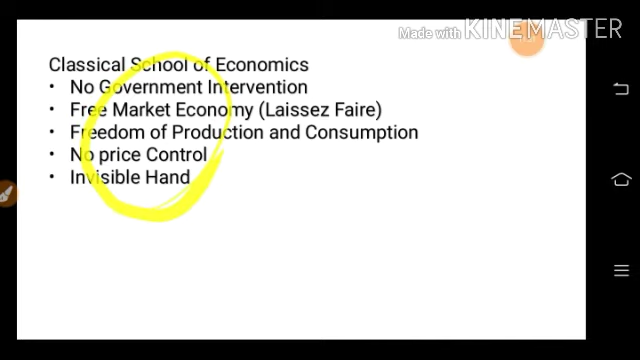 Made with KINEMASTER
Classical School of Economics
• No Government Intervention
• Free Market Economy (Laissez Faire)
• Freedom of Production and Consumption
• No price Control
• Invisible Hand